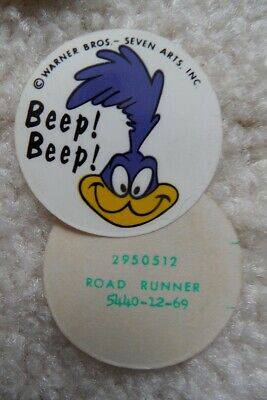 © WARNER BROS.– SEVEN ARTS, INC.
Beep!
Beep!
2950512
ROAD RUNNER
5440-12-69